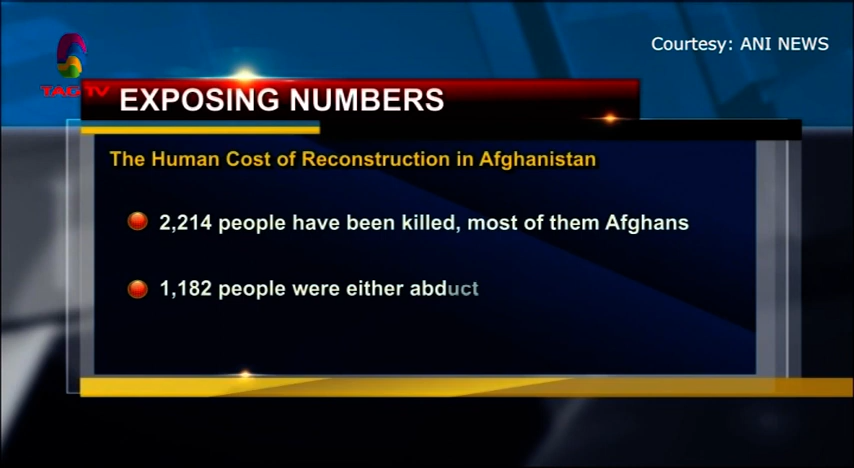 Courtesy: ANI NEWS
TAG TV
EXPOSING NUMBERS
The Human Cost of Reconstruction in Afghanistan
2,214 people have been killed, most of them Afghans
1,182 people were either abduct